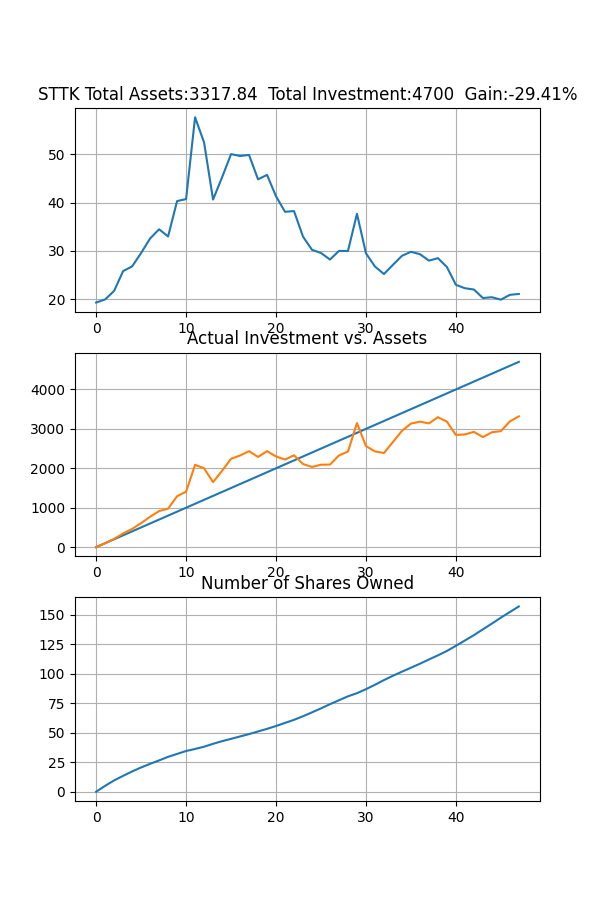 STTK Total Assets:3317.84  Total Investment:4700  Gain:-29.41%
50
40
30
20
0 10 20 30 40
Actual Investment vs. Assets
4000
3000
2000
1000
0
0 10 20 30 40
Number of Shares Owned
150
125
100
75
50
25
0
0 10 20 30 40